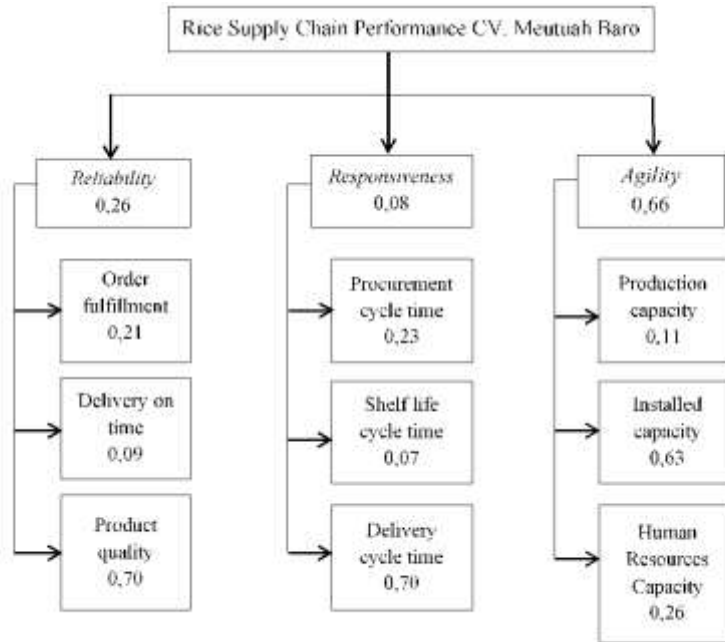 Rice Supply Chain Performance CV. Meutuah Baro
Reliability
0,26
Responsiveness
0,08
Agility
0,66
Order
fulfillment
0,21
Procurement
cycle time
0,23
Production
capacity
0,11
Delivery on
time
0,09
Shelf life
cycle time
0,07
Installed
capacity
0,63
Product
quality
0,70
Delivery
cycle time
0,70
Human
Resources
Capacity
0,26